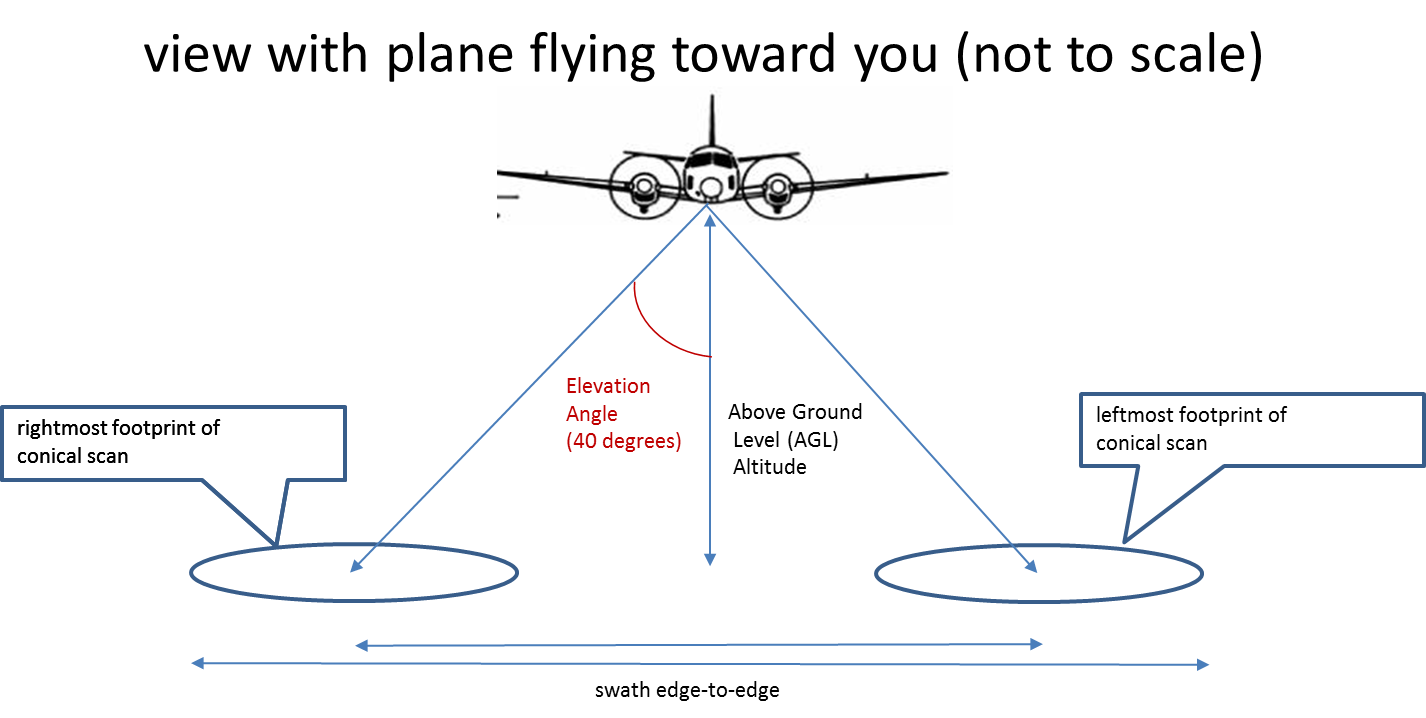 view with plane flying toward you (not to scale)
Elevation
Angle
(40 degrees)
Above Ground
Level (AGL)
Altitude
rightmost footprint of
conical scan
leftmost footprint of
conical scan
swath edge-to-edge